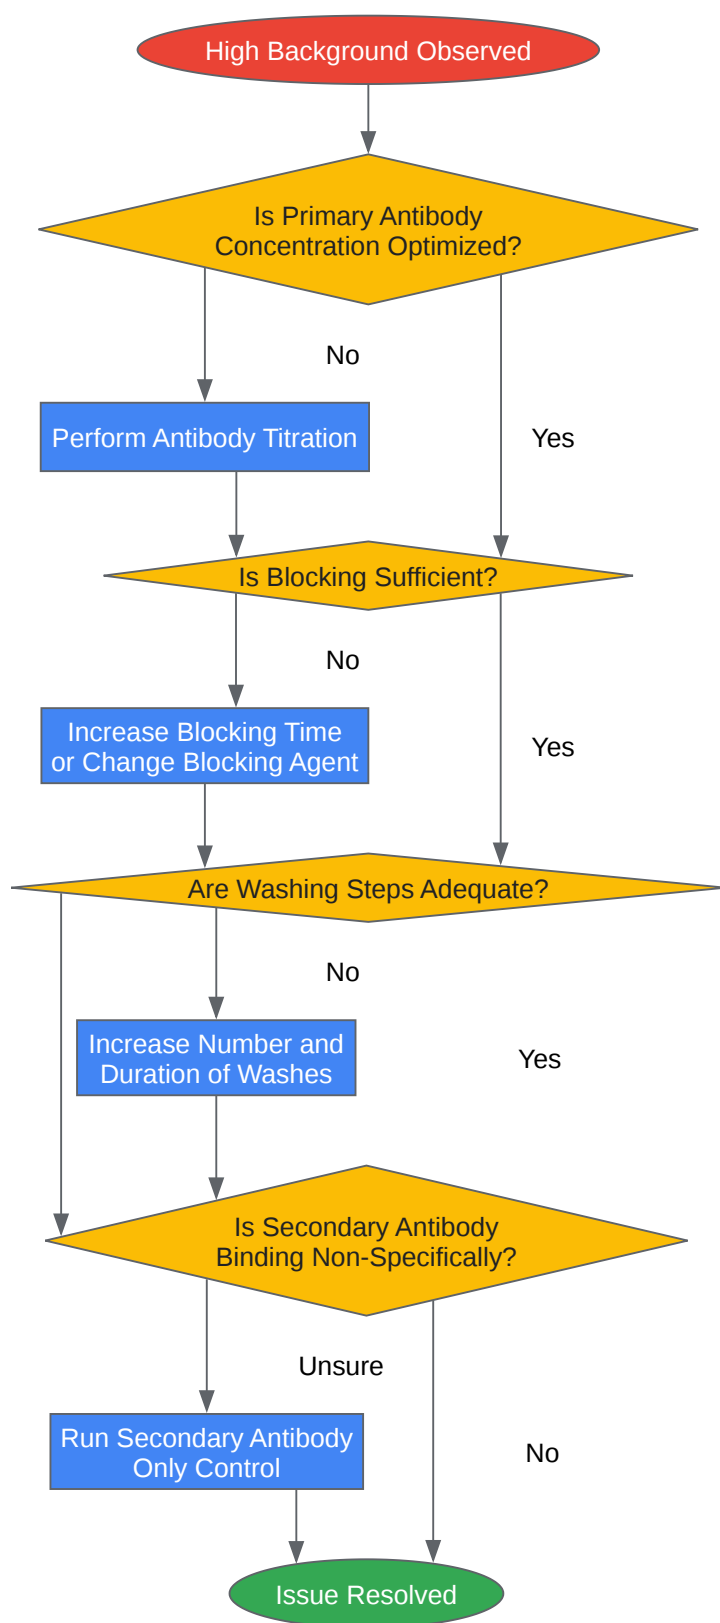 High Background Observed
Is Primary Antibody
Concentration Optimized?
No
Perform Antibody Titration
Yes
Is Blocking Sufficient?
No
Increase Blocking Time
or Change Blocking Agent
Yes
Are Washing Steps Adequate?
No
Increase Number and
Duration of Washes
Yes
Is Secondary Antibody
Binding Non-Specifically?
Unsure
Run Secondary Antibody
Only Control
No
Issue Resolved